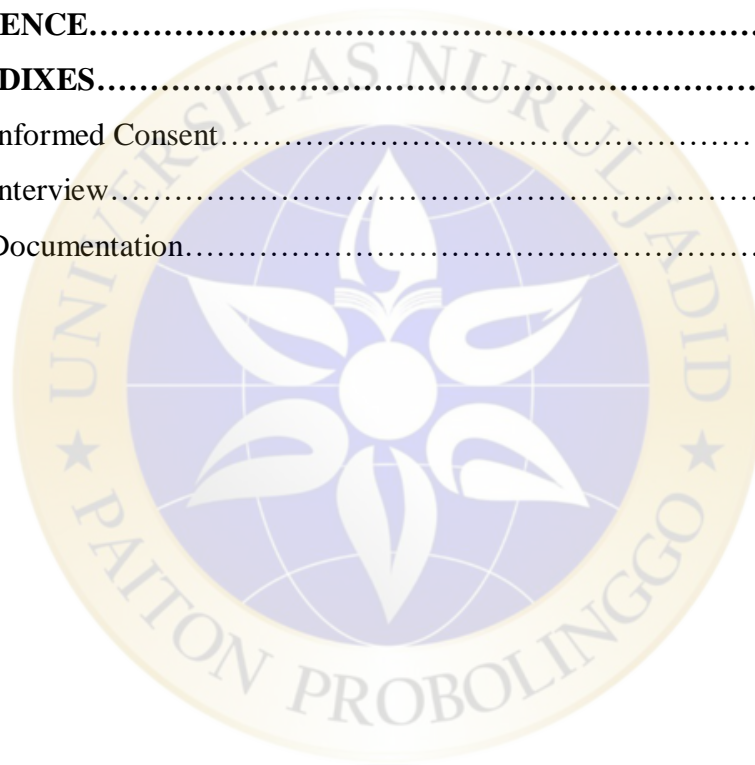 ENCE……………………………………………………………
DIXES……………………………………………………………
nformed Consent……………………………………………………
nterview……………………………………………………………
Documentation………………………………………………………
UNIVERSITAS NURUL JADID
★ PAITON PROBOLINGGO ★